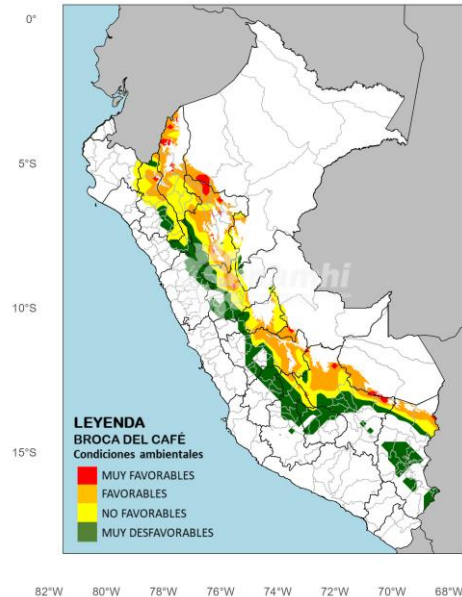 0°
5°S
10°S
15°S
LEYENDA
BROCA DEL CAFÉ
Condiciones ambientales
MUY FAVORABLES
FAVORABLES
NO FAVORABLES
MUY DESFAVORABLES
82°W 80°W 78°W 76°W 74°W 72°W 70°W 68°W